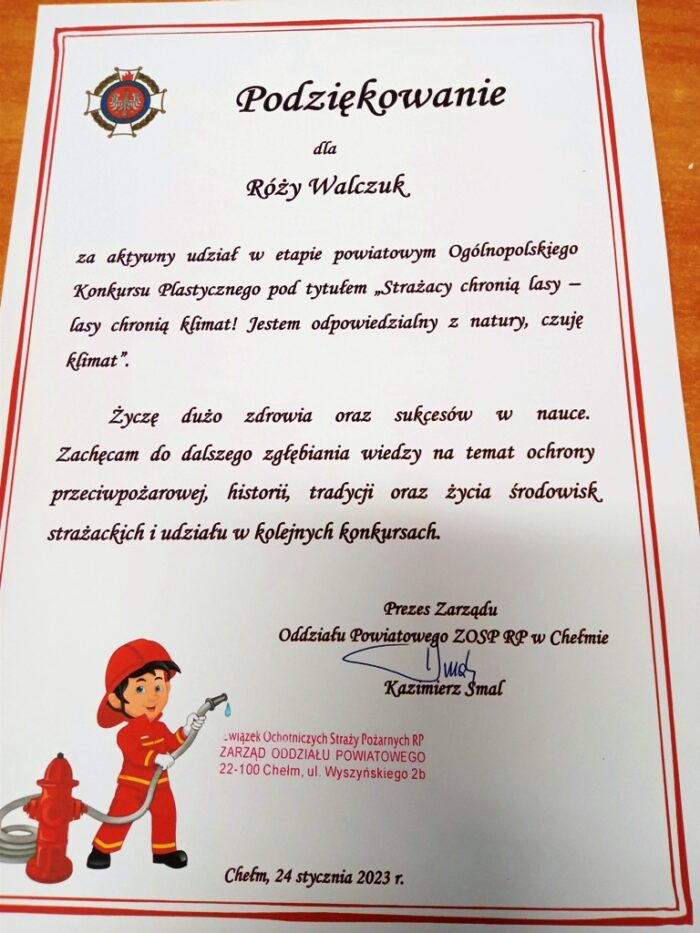 Podziękowanie
dla
Róży Walczuk
za aktywny udział w etapie powiatowym Ogólnopolskiego
Konkursu Plastycznego pod tytułem „Strażacy chronią lasy –
lasy chronią klimat! Jestem odpowiedzialny z natury, czuję
klimat”.
Życzę dużo zdrowia oraz sukcesów w nauce.
Zachęcam do dalszego zgłębiania wiedzy na temat ochrony
przeciwpożarowej, historii, tradycji oraz życia środowisk
strażackich i udziału w kolejnych konkursach.
Prezes Zarządu
Oddziału Powiatowego ZOSP RP w Chełmie
Kazimierz Smal
Związek Ochotniczych Straży Pożarnych RP
ZARZĄD ODDZIAŁU POWIATOWEGO
22-100 Chełm, ul. Wyszyńskiego 2b
Chełm, 24 stycznia 2023 r.